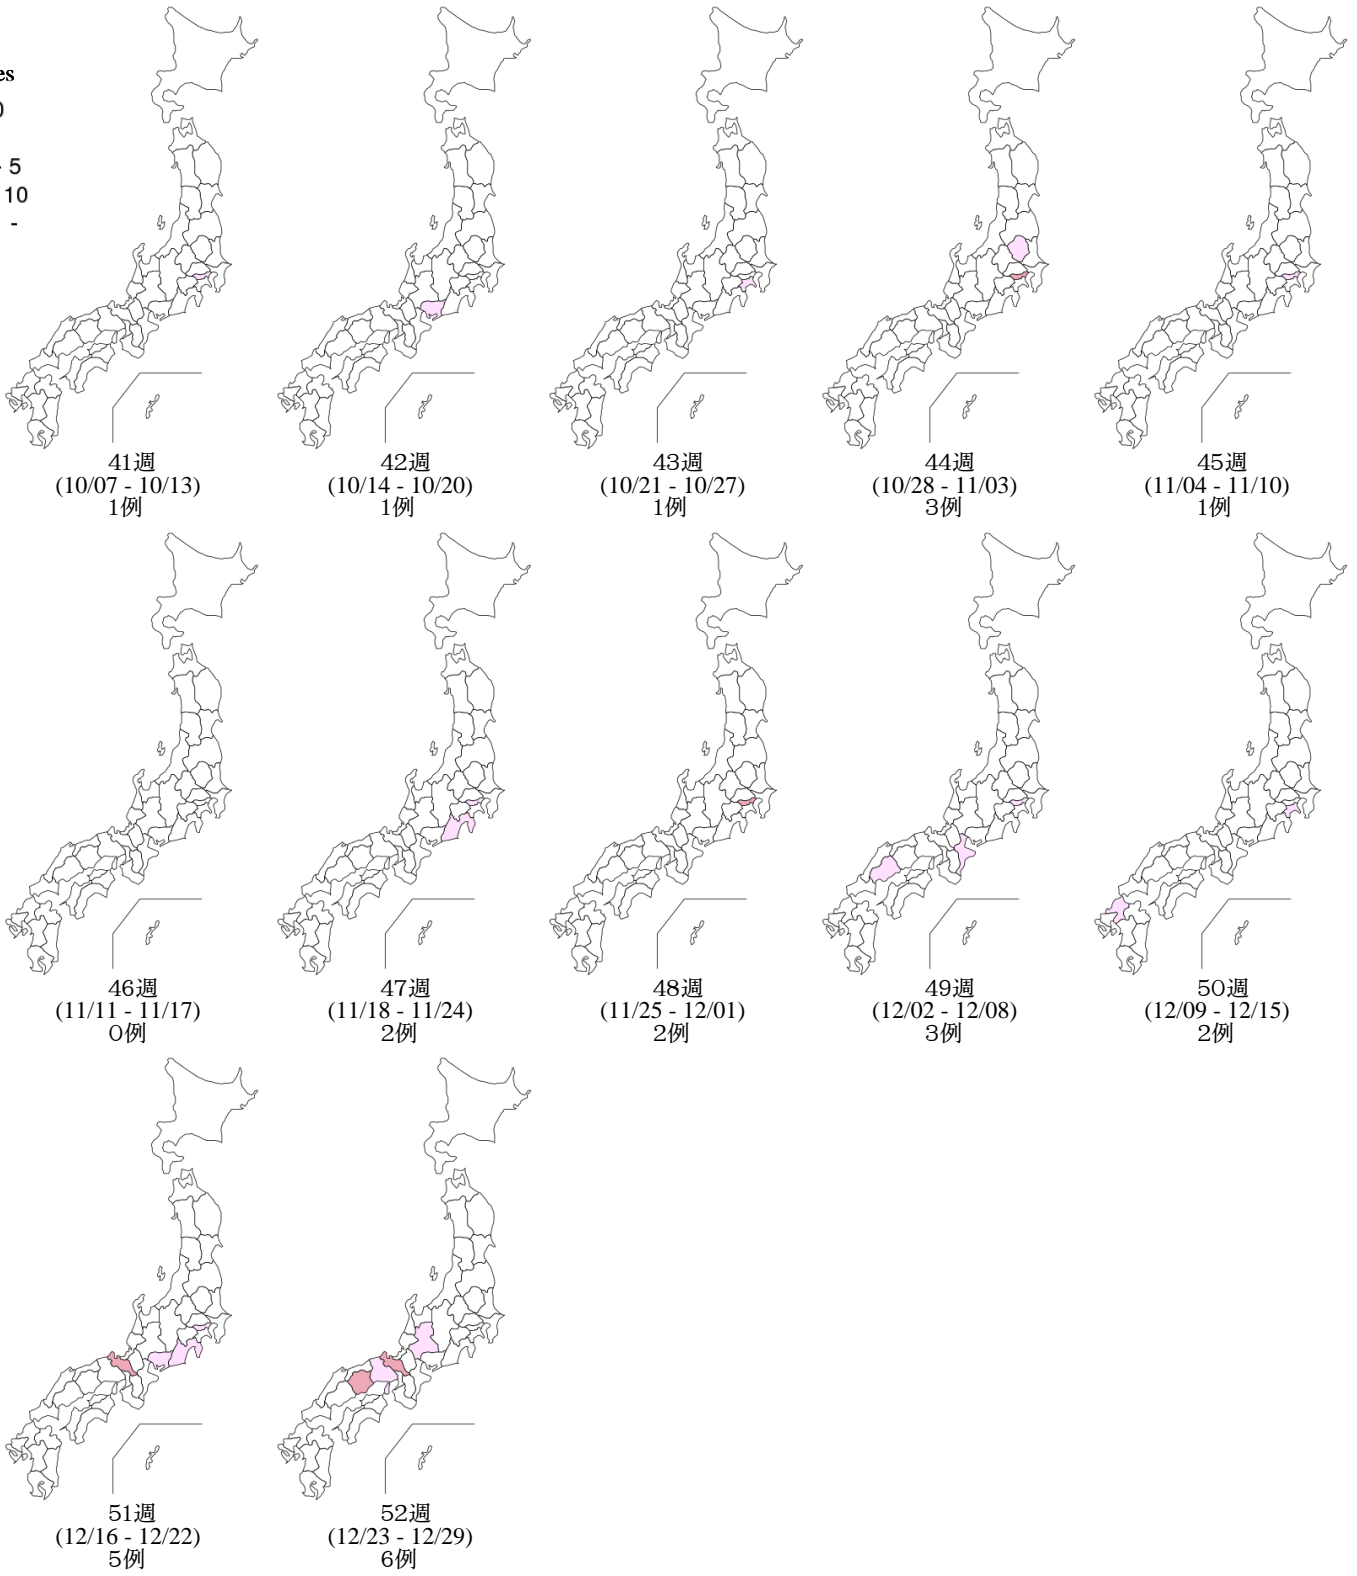 es
0
- 5
10
-
41週
(10/07 - 10/13)
1例
42週
(10/14 - 10/20)
1例
43週
(10/21 - 10/27)
1例
44週
(10/28 - 11/03)
3例
45週
(11/04 - 11/10)
1例
46週
(11/11 - 11/17)
0例
47週
(11/18 - 11/24)
2例
48週
(11/25 - 12/01)
2例
49週
(12/02 - 12/08)
3例
50週
(12/09 - 12/15)
2例
51週
(12/16 - 12/22)
5例
52週
(12/23 - 12/29)
6例